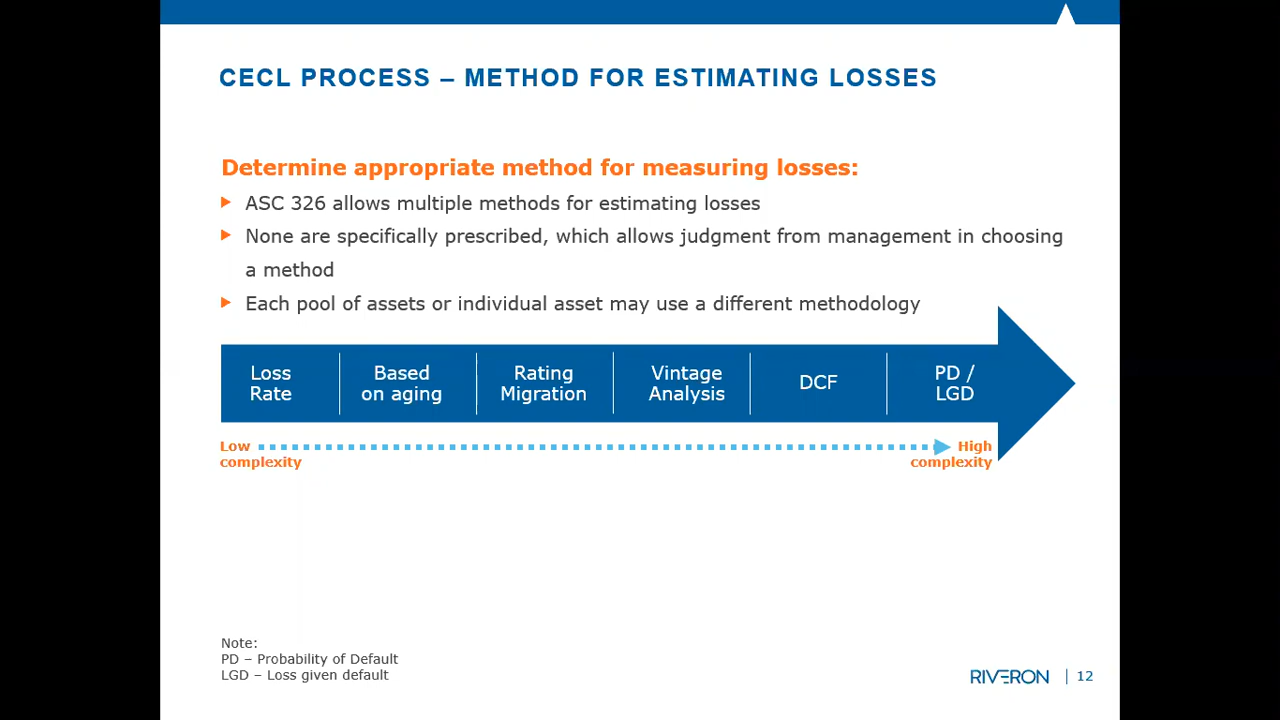 CECL PROCESS – METHOD FOR ESTIMATING LOSSES
Determine appropriate method for measuring losses:
ASC 326 allows multiple methods for estimating losses
None are specifically prescribed, which allows judgment from management in choosing
a method
Each pool of assets or individual asset may use a different methodology
Loss
Rate
Based
on aging
Rating
Migration
Vintage
Analysis
DCF
PD /
LGD
Low
complexity
High
complexity
Note:
PD – Probability of Default
LGD – Loss given default
RIVERON | 12